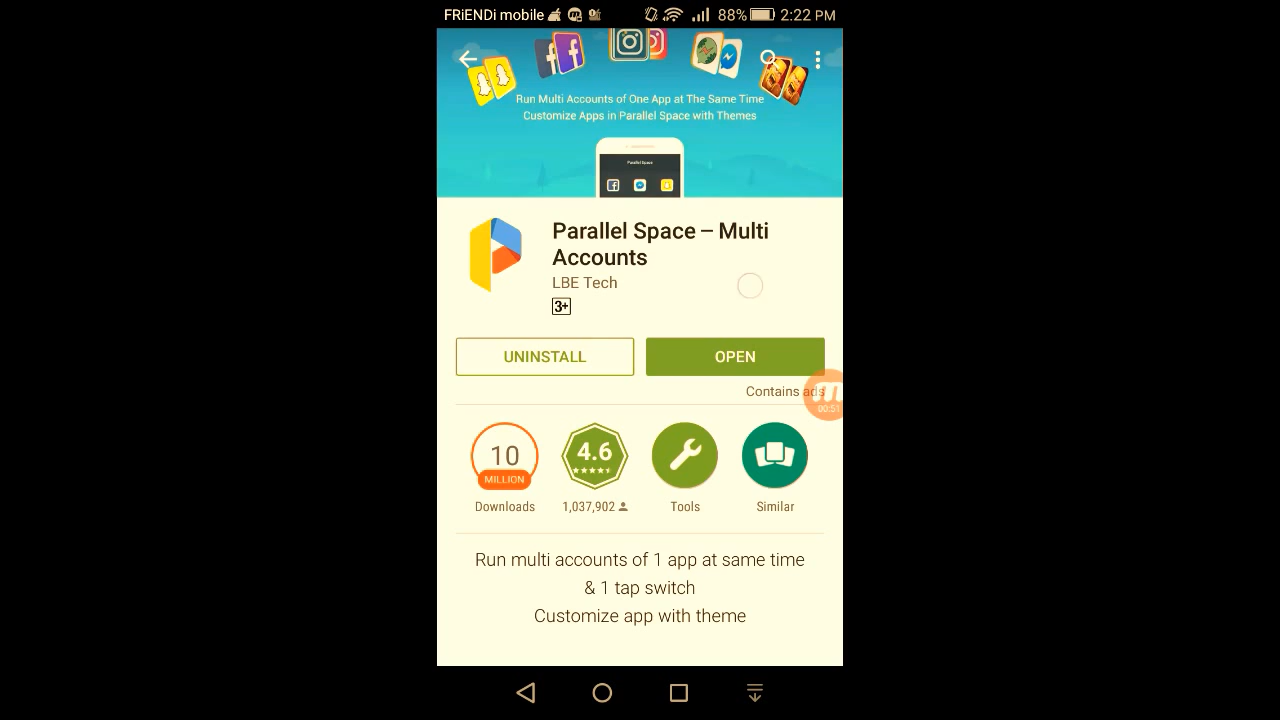 FRiENDi mobile 88% 2:22 PM
Run Multi Accounts of One App at The Same Time
Customize Apps in Parallel Space with Themes
Parallel Space
Parallel Space – Multi
Accounts
LBE Tech
3+
UNINSTALL OPEN
Contains ads
00:51
10 4.6
MILLION
Downloads 1,037,902 Tools Similar
Run multi accounts of 1 app at same time
& 1 tap switch
Customize app with theme